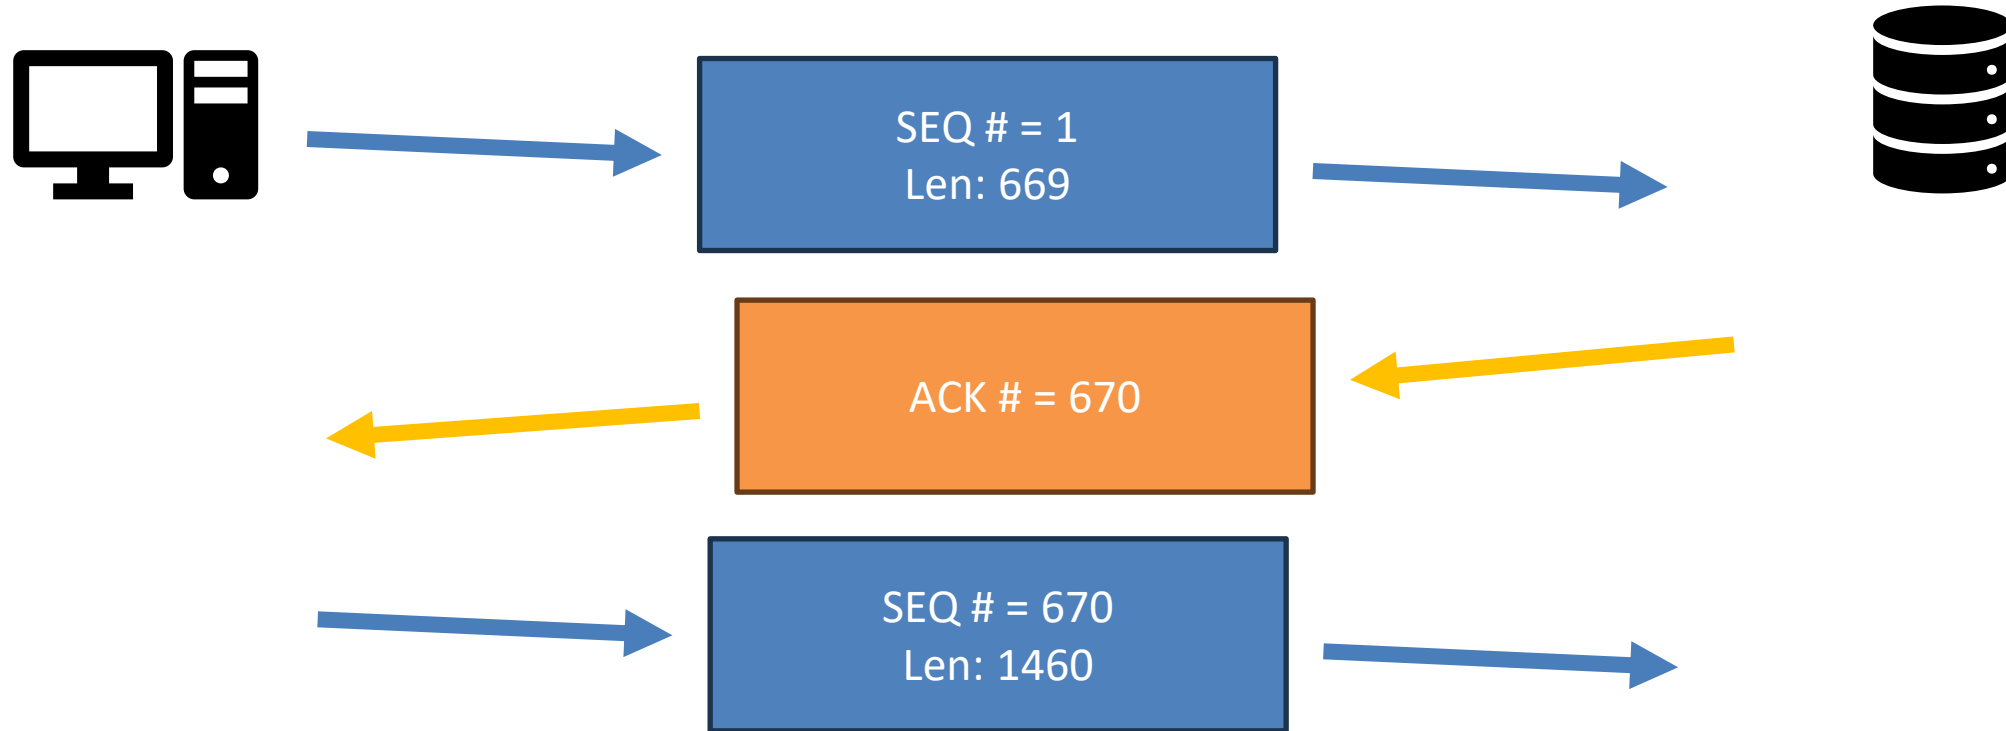 SEQ # = 1
Len: 669
ACK # = 670
SEQ # = 670
Len: 1460